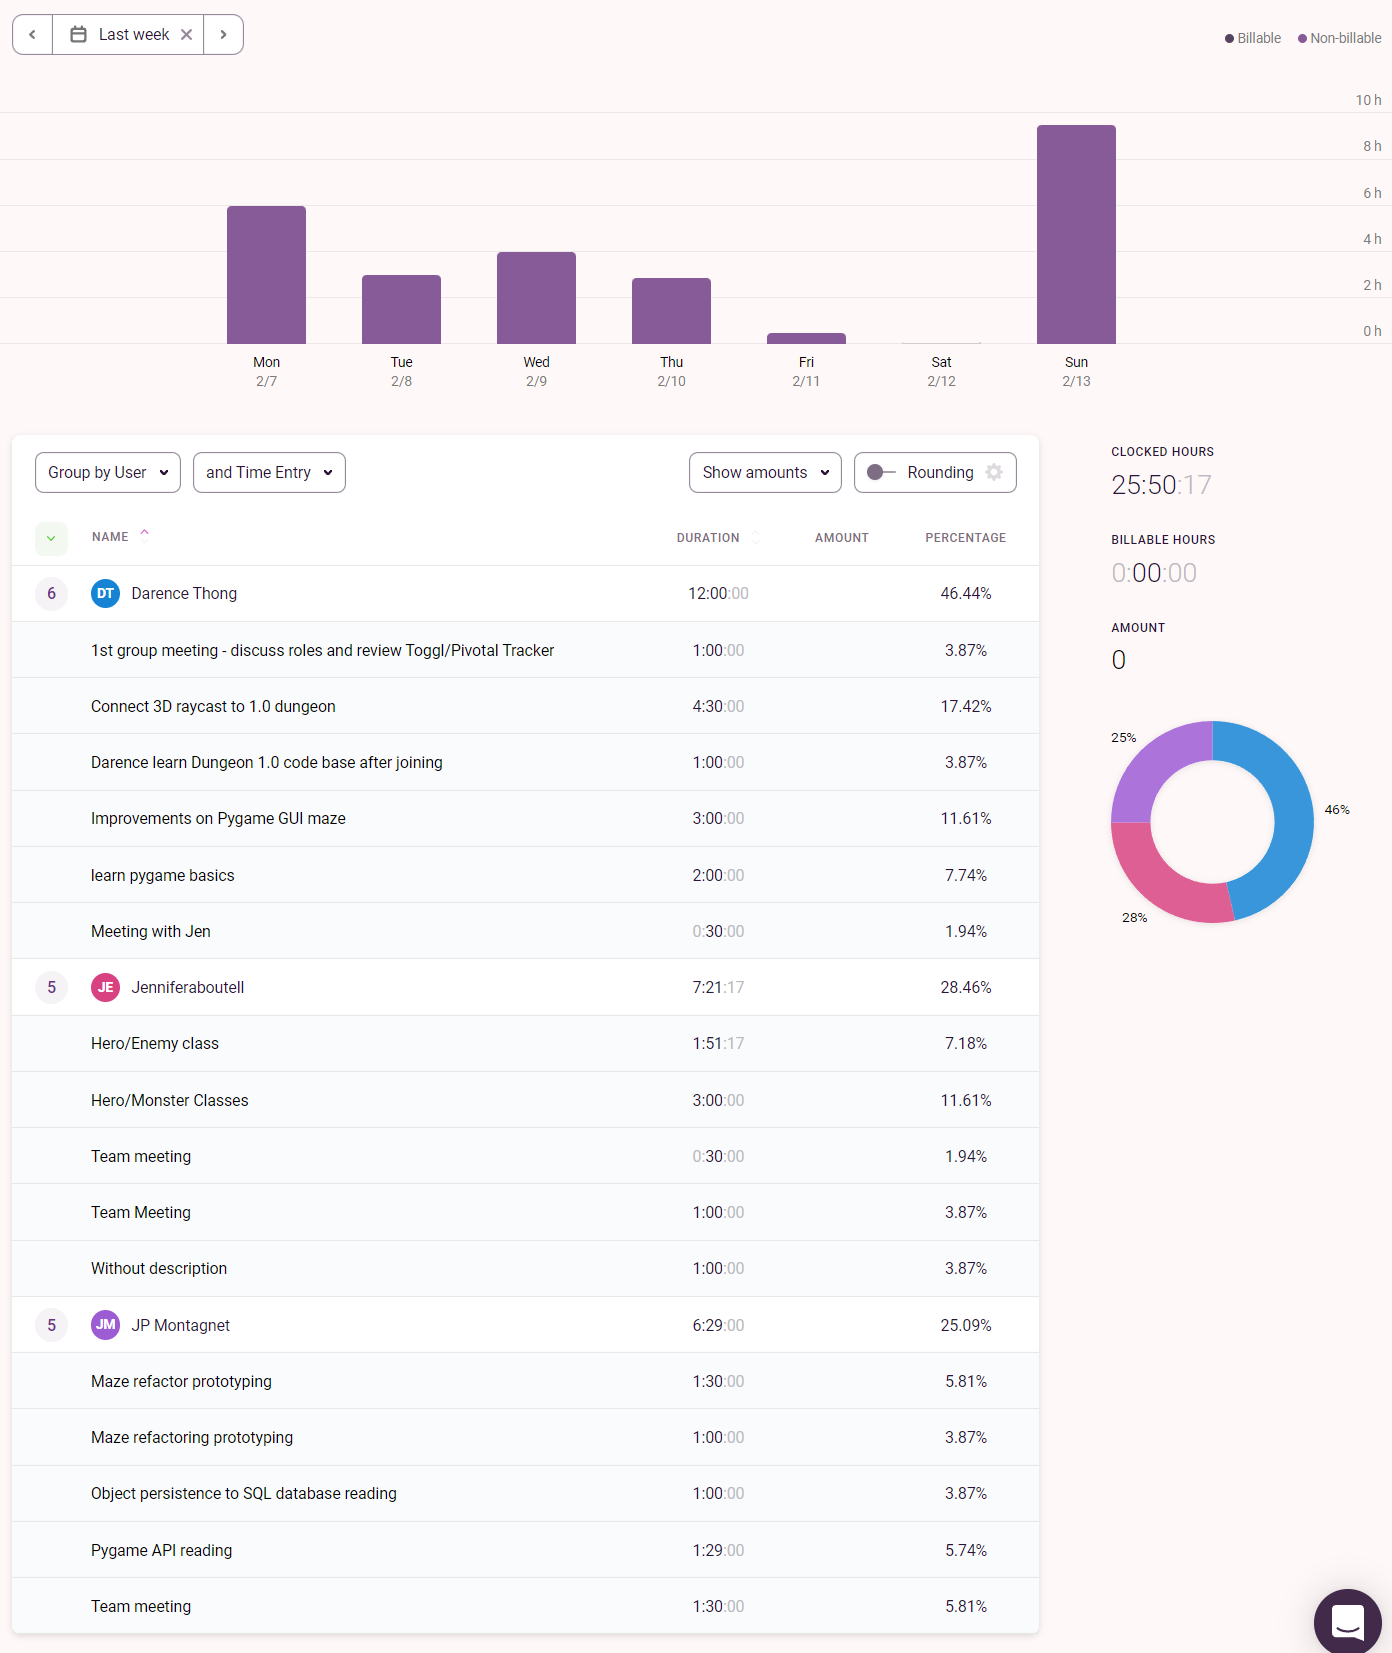 Last week
Billable Non-billable
10 h
8 h
6 h
4 h
2 h
0 h
Mon Tue Wed Thu Fri Sat Sun
2/7 2/8 2/9 2/10 2/11 2/12 2/13
Group by User and Time Entry Show amounts Rounding
NAME DURATION AMOUNT PERCENTAGE
6 DT Darence Thong 12:00:00 46.44%
1st group meeting - discuss roles and review Toggl/Pivotal Tracker 1:00:00 3.87%
Connect 3D raycast to 1.0 dungeon 4:30:00 17.42%
Darence learn Dungeon 1.0 code base after joining 1:00:00 3.87%
Improvements on Pygame GUI maze 3:00:00 11.61%
learn pygame basics 2:00:00 7.74%
Meeting with Jen 0:30:00 1.94%
5 JE Jenniferaboutell 7:21:17 28.46%
Hero/Enemy class 1:51:17 7.18%
Hero/Monster Classes 3:00:00 11.61%
Team meeting 0:30:00 1.94%
Team Meeting 1:00:00 3.87%
Without description 1:00:00 3.87%
5 JM JP Montagnet 6:29:00 25.09%
Maze refactor prototyping 1:30:00 5.81%
Maze refactoring prototyping 1:00:00 3.87%
Object persistence to SQL database reading 1:00:00 3.87%
Pygame API reading 1:29:00 5.74%
Team meeting 1:30:00 5.81%
CLOCKED HOURS
25:50:17
BILLABLE HOURS
0:00:00
AMOUNT
0
25%
46%
28%